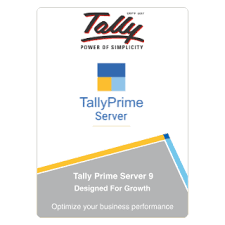 Tally
POWER OF SIMPLICITY
TallyPrime
Server
Tally Prime Server 9
Designed For Growth
Optimize your business performance